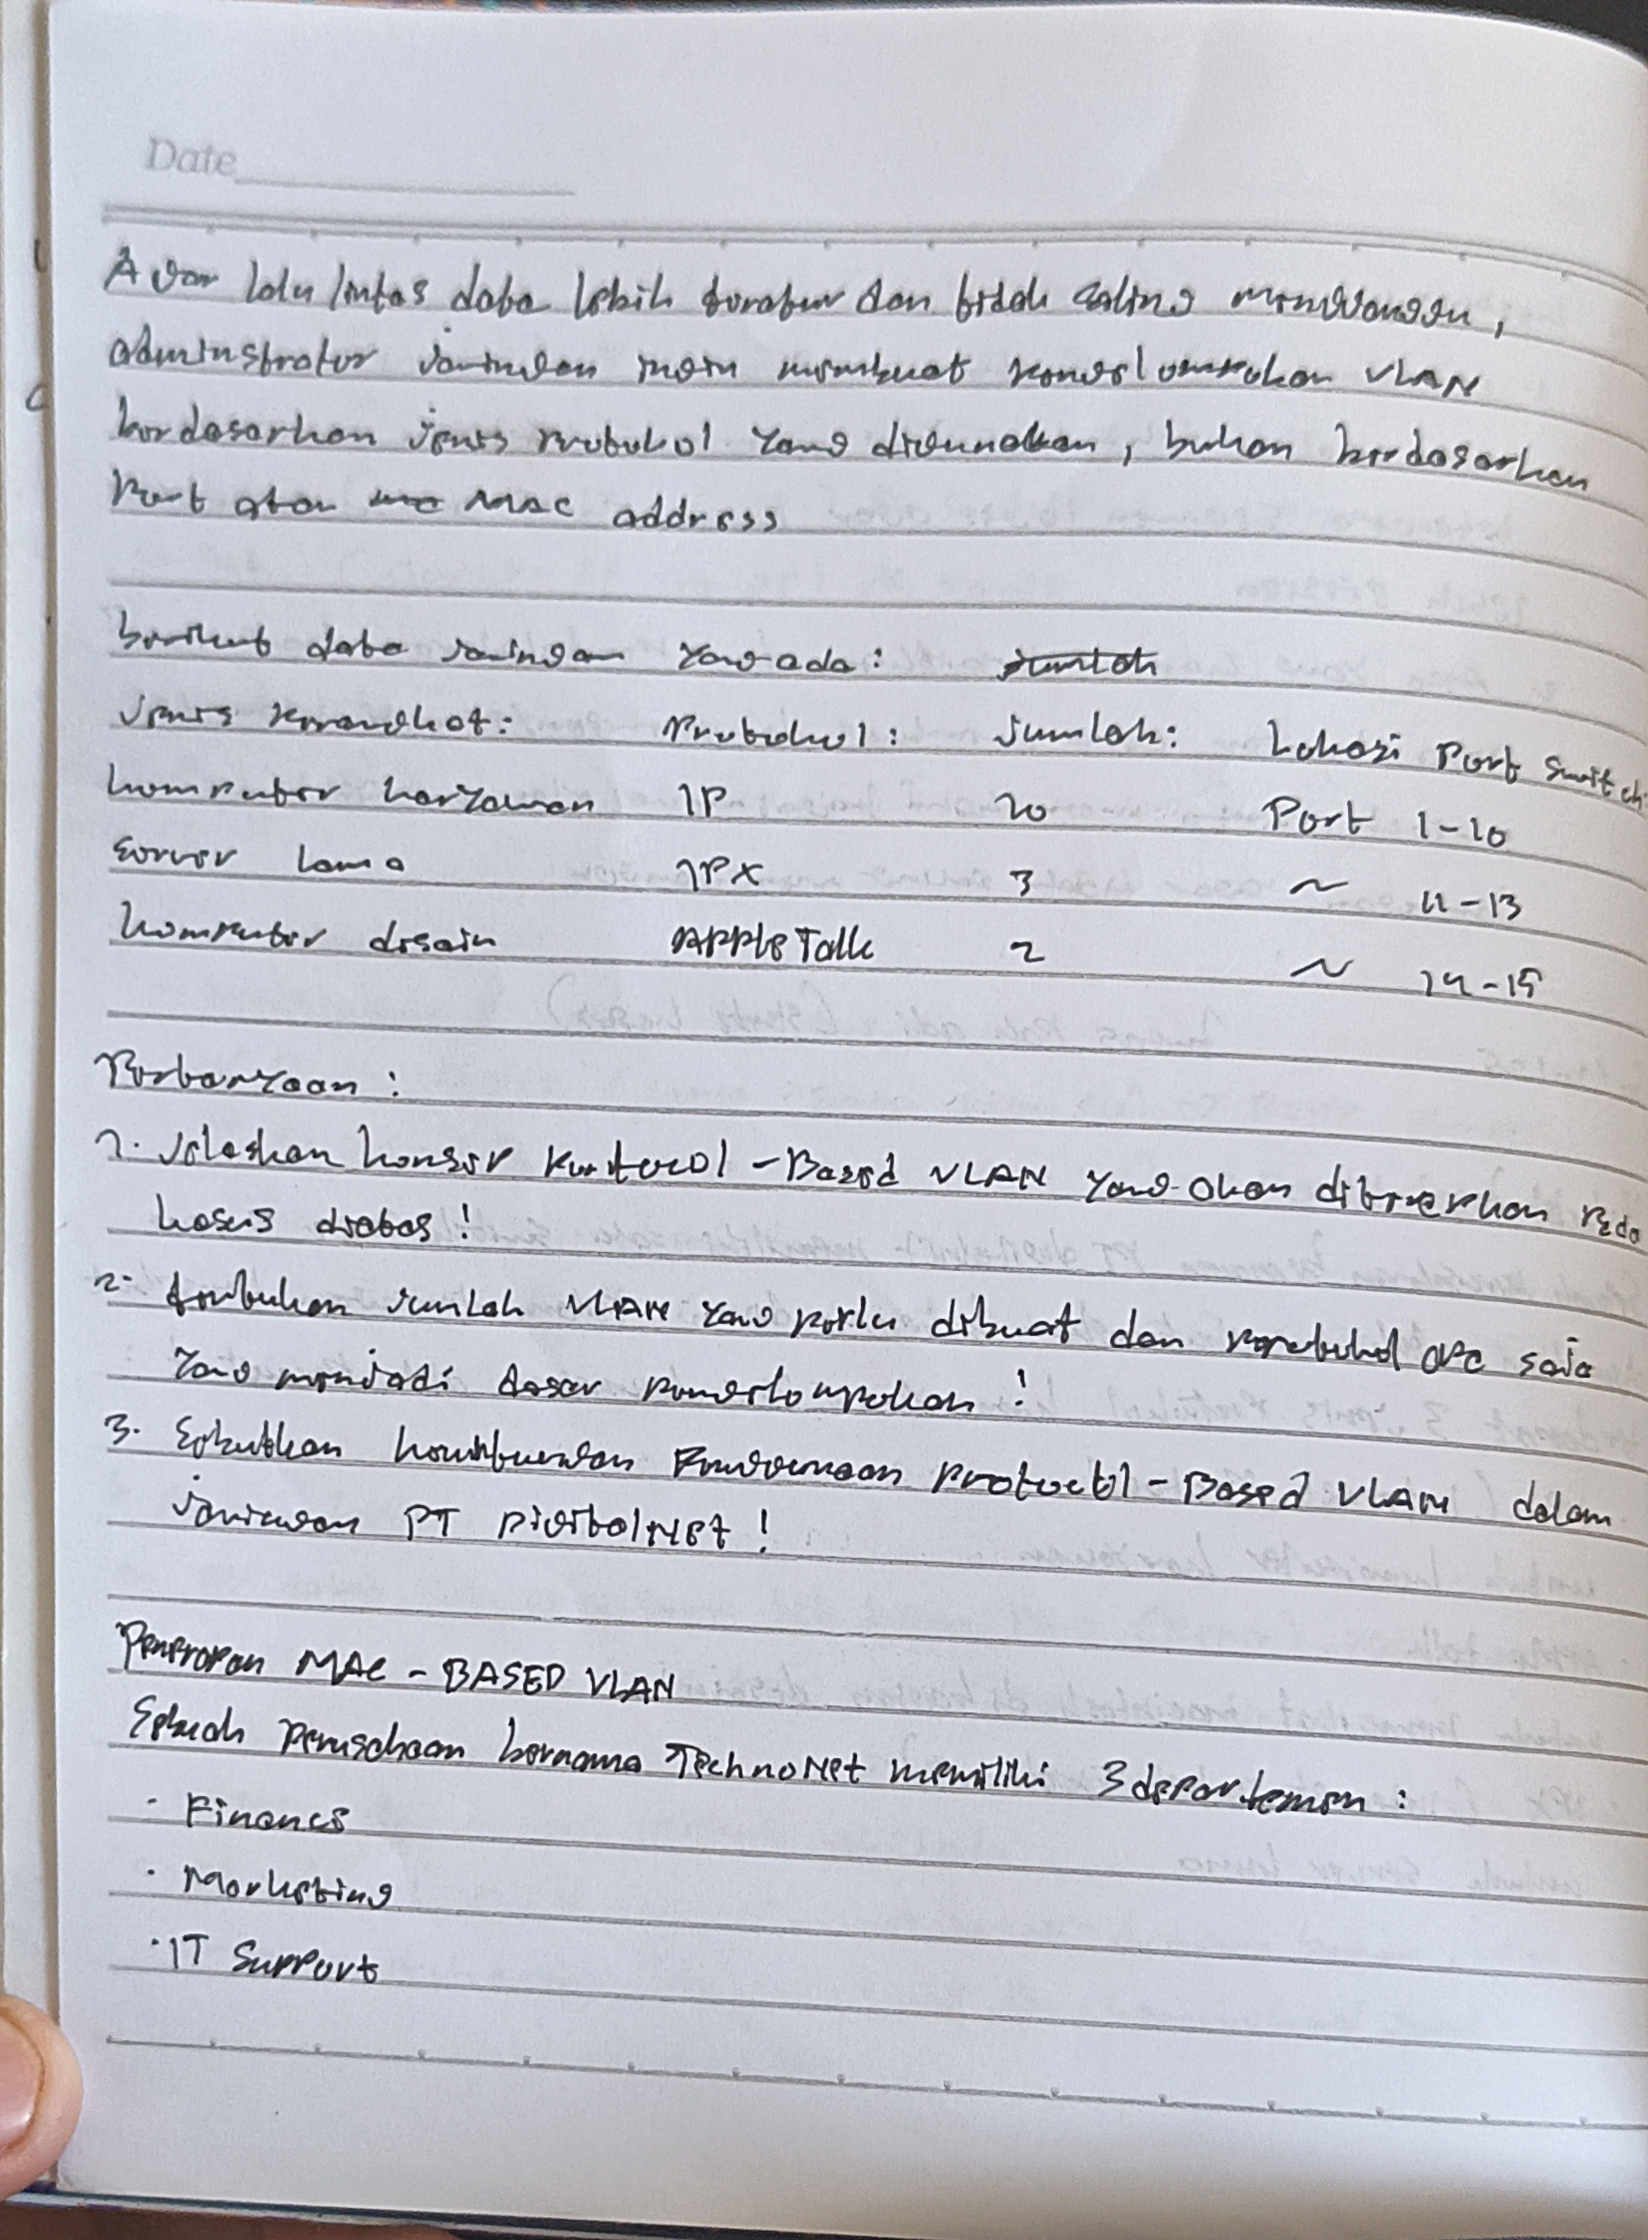 Date
Agar lalu lintas data lebih teratur dan tidak saling mengganggu,
adminstrator jaringan ingin membuat pengelompokan VLAN
berdasarkan jenis protokol yang digunakan, bukan berdasarkan
Port atau MAC address
berikut data jaringan yang ada: jumlah
jenis perangkat: Protokol: jumlah: Lokasi Port Switch:
komputer karyawan IP 10 Port 1-10
server lama IPX 3 ~ 11-13
komputer desain AppleTalk 2 ~ 14-15
Pertanyaan:
1. jelaskan konsep Protocol-Based VLAN yang akan diterapkan pada
kasus diatas!
2. tentukan jumlah VLAN yang perlu dibuat dan protokol apa saja
yang menjadi dasar pengelompokan!
3. Sebutkan keuntungan Penggunaan Protocol-Based VLAN dalam
jaringan PT DigitalNet!
Penerapan MAC-BASED VLAN
Sebuah Perusahaan bernama TechnoNet memiliki 3 departemen:
· Finance
· Marketing
· IT Support